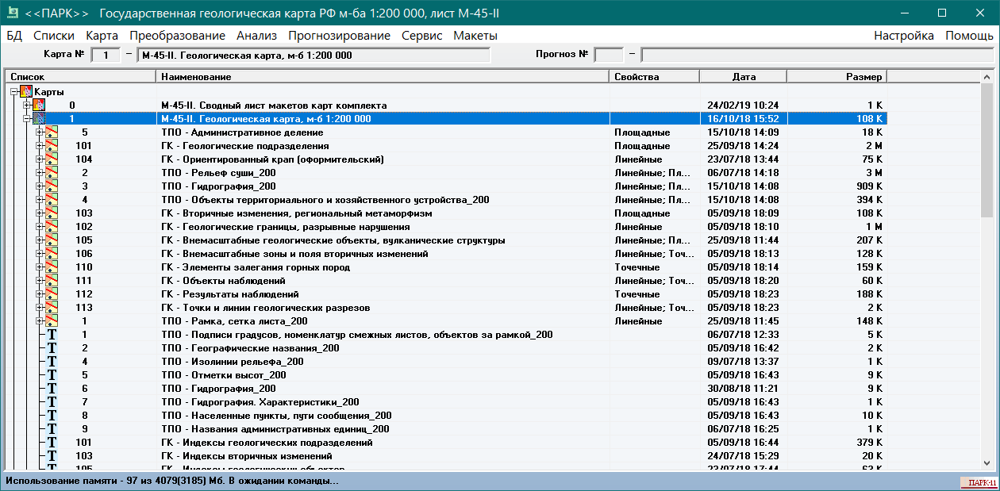 <<ПАРК>> Государственная геологическая карта РФ м-ба 1:200 000, лист M-45-II
БД Списки Карта Преобразование Анализ Прогнозирование Сервис Макеты Настройка Помощь
Карта № 1 – М-45-II. Геологическая карта, м-б 1:200 000 Прогноз № –
Список Наименование Свойства Дата Размер
Карты
0 М-45-II. Сводный лист макетов карт комплекта 24/02/19 10:24 1 К
1 М-45-II. Геологическая карта, м-б 1:200 000 16/10/18 15:52 108 К
5 ТПО - Административное деление Площадные 15/10/18 14:09 18 К
101 ГК - Геологические подразделения Площадные 25/09/18 14:24 2 М
104 ГК - Ориентированный крап (оформительский) Линейные 23/07/18 13:44 75 К
2 ТПО - Рельеф суши_200 Линейные; Пл... 06/07/18 14:18 3 М
3 ТПО - Гидрография_200 Линейные; Пл... 15/10/18 14:08 909 К
4 ТПО - Объекты территориального и хозяйственного устройства_200 Линейные; Пл... 15/10/18 14:08 394 К
103 ГК - Вторичные изменения, региональный метаморфизм Площадные 05/09/18 18:09 108 К
102 ГК - Геологические границы, разрывные нарушения Линейные 05/09/18 18:10 1 М
105 ГК - Внемасштабные геологические объекты, вулканические структуры Линейные; Пл... 25/09/18 11:44 207 К
106 ГК - Внемасштабные зоны и поля вторичных изменений Линейные; Точ... 05/09/18 18:13 128 К
110 ГК - Элементы залегания горных пород Точечные 05/09/18 18:14 159 К
111 ГК - Объекты наблюдений Линейные; Точ... 05/09/18 18:20 60 К
112 ГК - Результаты наблюдений Точечные 05/09/18 18:23 188 К
113 ГК - Точки и линии геологических разрезов Линейные; Точ... 05/09/18 18:23 2 К
1 ТПО - Рамка, сетка листа_200 Линейные 25/09/18 11:45 148 К
T 1 ТПО - Подписи градусов, номенклатур смежных листов, объектов за рамкой_200 06/07/18 12:33 5 К
T 2 ТПО - Географические названия_200 05/09/18 16:42 2 К
T 4 ТПО - Изолинии рельефа_200 09/07/18 13:37 1 К
T 5 ТПО - Отметки высот_200 05/09/18 16:43 9 К
T 6 ТПО - Гидрография_200 30/08/18 11:21 9 К
T 7 ТПО - Гидрография. Характеристики_200 05/09/18 16:43 1 К
T 8 ТПО - Населенные пункты, пути сообщения_200 05/09/18 16:43 10 К
T 9 ТПО - Названия административных единиц_200 06/07/18 16:25 1 К
T 101 ГК - Индексы геологических подразделений 05/09/18 16:44 379 К
T 103 ГК - Индексы вторичных изменений 24/07/18 15:29 20 К
T 105 ГК - Индексы геологических объектов 23/07/18 17:44 63 К
Использование памяти - 97 из 4079(3185) Мб. В ожидании команды... ПАРК-11